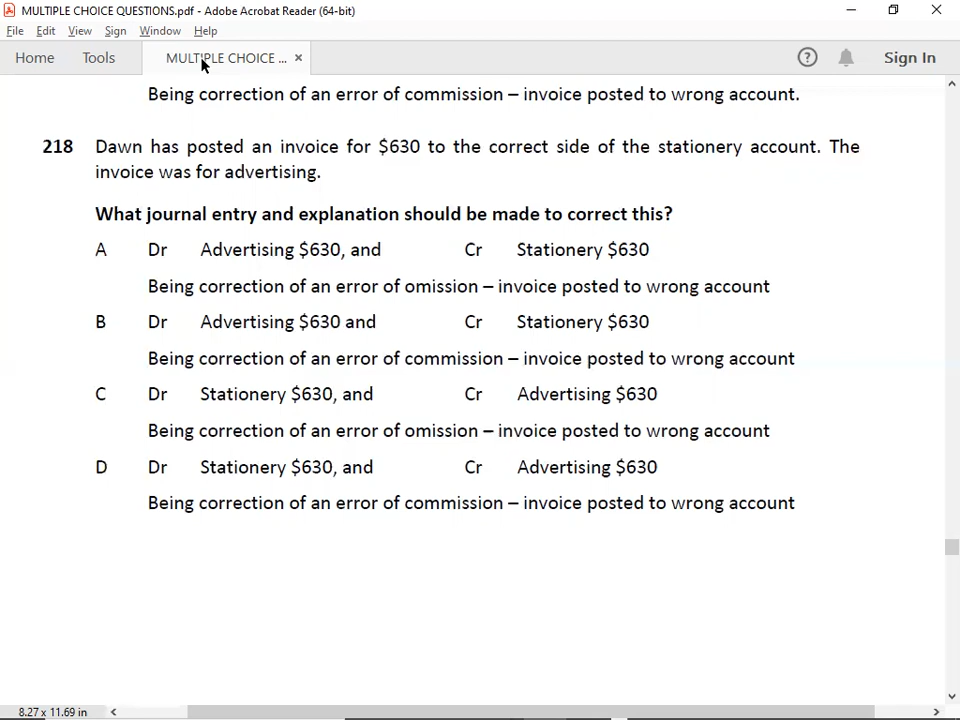 MULTIPLE CHOICE QUESTIONS.pdf - Adobe Acrobat Reader (64-bit)
File Edit View Sign Window Help
Home Tools MULTIPLE CHOICE ... × Sign In
Being correction of an error of commission – invoice posted to wrong account.
218 Dawn has posted an invoice for $630 to the correct side of the stationery account. The
invoice was for advertising.
What journal entry and explanation should be made to correct this?
A Dr Advertising $630, and Cr Stationery $630
Being correction of an error of omission – invoice posted to wrong account
B Dr Advertising $630 and Cr Stationery $630
Being correction of an error of commission – invoice posted to wrong account
C Dr Stationery $630, and Cr Advertising $630
Being correction of an error of omission – invoice posted to wrong account
D Dr Stationery $630, and Cr Advertising $630
Being correction of an error of commission – invoice posted to wrong account
8.27 x 11.69 in